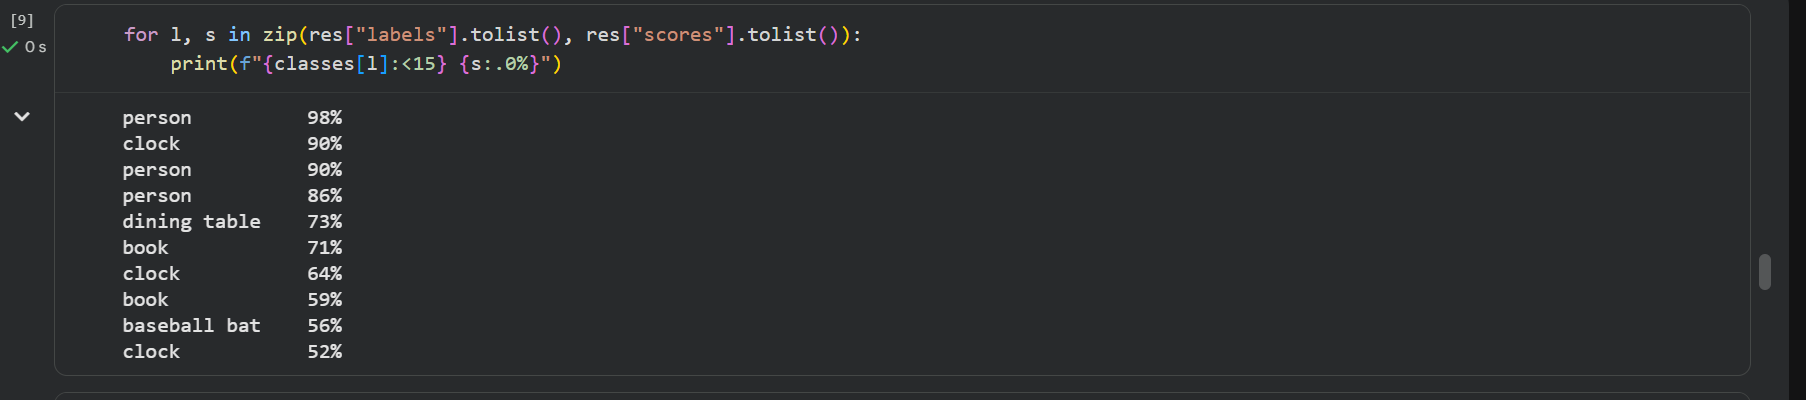 [9]
0 s
for l, s in zip(res["labels"].tolist(), res["scores"].tolist()):
    print(f"{classes[l]:<15} {s:.0%}")
person          98%
clock           90%
person          90%
person          86%
dining table    73%
book            71%
clock           64%
book            59%
baseball bat    56%
clock           52%